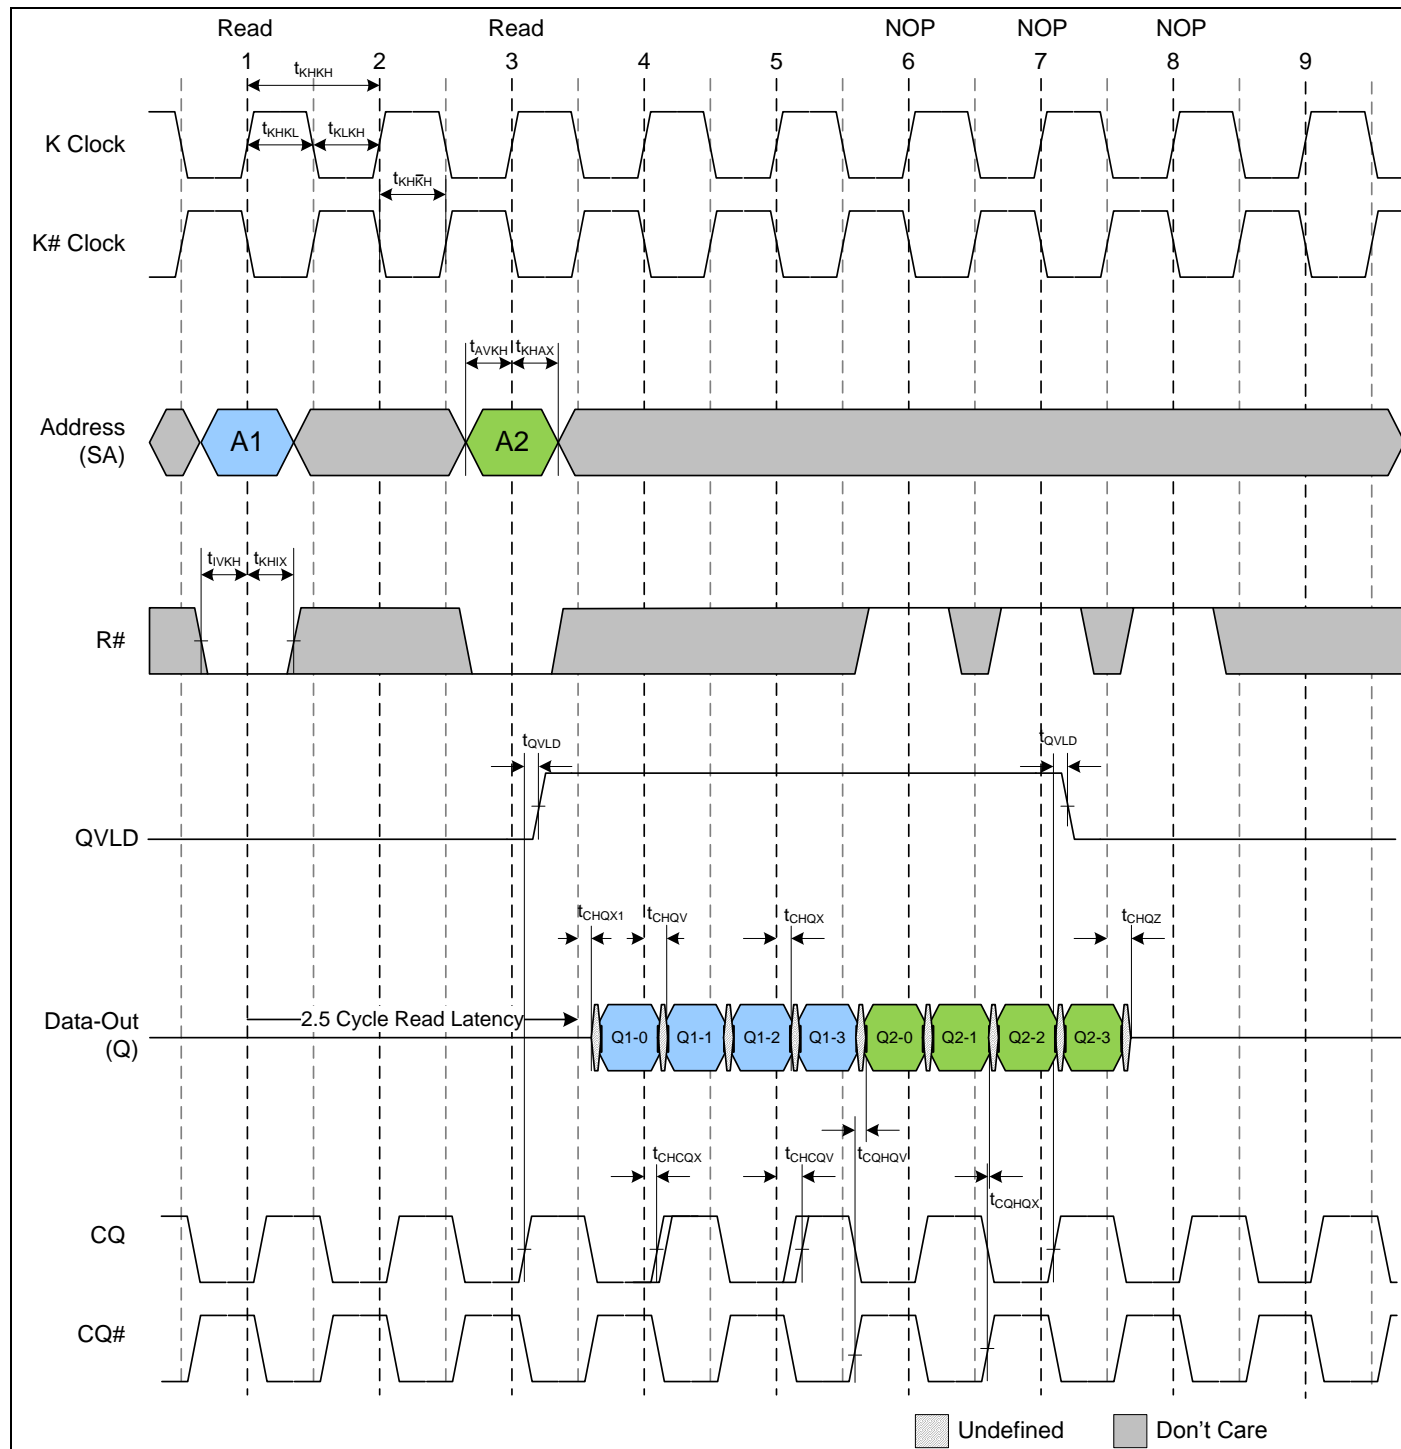 Read Read NOP NOP NOP
1 2 3 4 5 6 7 8 9
tKHKH
K Clock
tKHKL tKLKH
tKHK̄H
K# Clock
tAVKH tKHAX
Address
(SA)
A1 A2
tIVKH tKHIX
R#
tQVLD tQVLD
QVLD
tCHQX1 tCHQV tCHQX tCHQZ
Data-Out
(Q)
2.5 Cycle Read Latency
Q1-0 Q1-1 Q1-2 Q1-3 Q2-0 Q2-1 Q2-2 Q2-3
tCHCQX tCHCQV tCQHQV
tCQHQX
CQ
CQ#
Undefined Don't Care